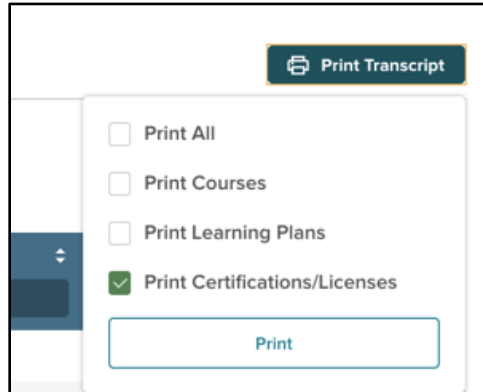 Print Transcript
Print All
Print Courses
Print Learning Plans
Print Certifications/Licenses
Print